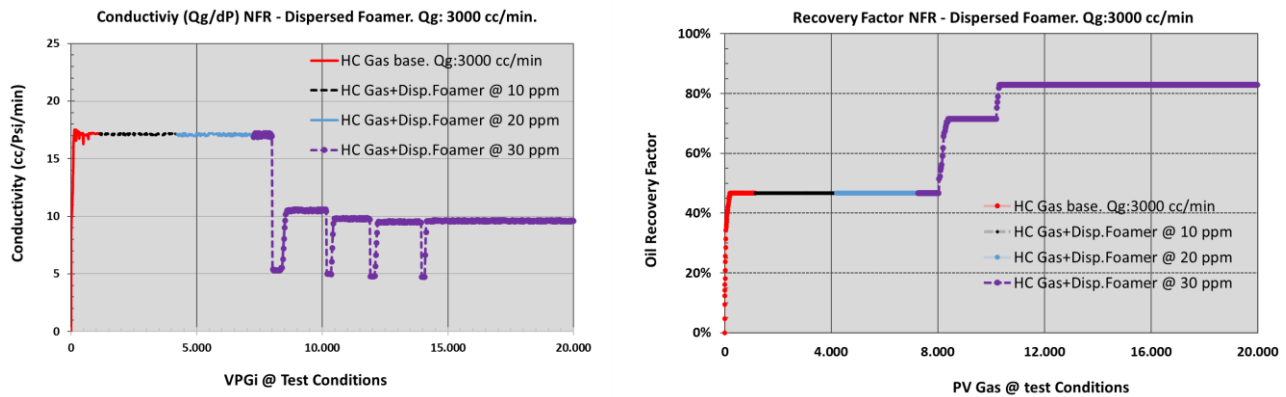 Conductiviy (Qg/dP) NFR - Dispersed Foamer. Qg: 3000 cc/min.
Conductivity (cc/Psi/min)
25
20
15
10
5
0
HC Gas base. Qg:3000 cc/min
HC Gas+Disp.Foamer @ 10 ppm
HC Gas+Disp.Foamer @ 20 ppm
HC Gas+Disp.Foamer @ 30 ppm
0
5.000
10.000
15.000
20.000
VPGi @ Test Conditions
Recovery Factor NFR - Dispersed Foamer. Qg:3000 cc/min
Oil Recovery Factor
100%
80%
60%
40%
20%
0%
HC Gas base. Qg:3000 cc/min
HC Gas+Disp.Foamer @ 10 ppm
HC Gas+Disp.Foamer @ 20 ppm
HC Gas+Disp.Foamer @ 30 ppm
0
4.000
8.000
12.000
16.000
20.000
PV Gas @ test Conditions